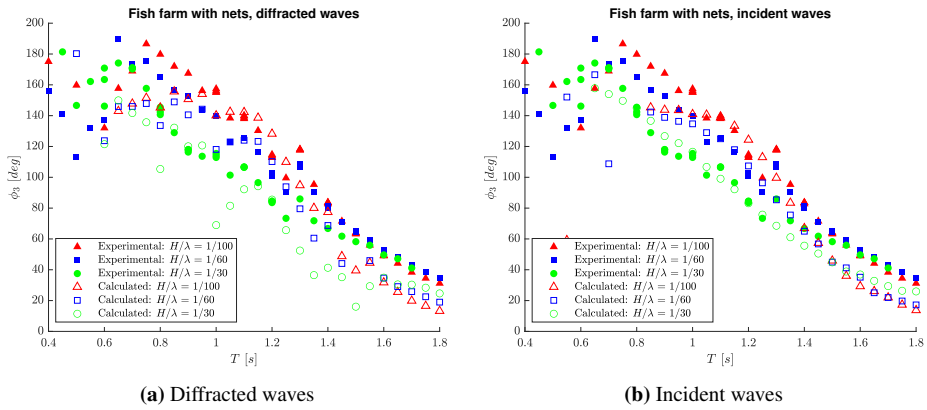 Fish farm with nets, diffracted waves
200
180
160
140
120
100
80
60
40
20
0
ϕ₃ [deg]
Experimental: H/λ = 1/100
Experimental: H/λ = 1/60
Experimental: H/λ = 1/30
Calculated: H/λ = 1/100
Calculated: H/λ = 1/60
Calculated: H/λ = 1/30
0.4 0.6 0.8 1 1.2 1.4 1.6 1.8
T [s]
(a) Diffracted waves
Fish farm with nets, incident waves
200
180
160
140
120
100
80
60
40
20
0
ϕ₃ [deg]
Experimental: H/λ = 1/100
Experimental: H/λ = 1/60
Experimental: H/λ = 1/30
Calculated: H/λ = 1/100
Calculated: H/λ = 1/60
Calculated: H/λ = 1/30
0.4 0.6 0.8 1 1.2 1.4 1.6 1.8
T [s]
(b) Incident waves